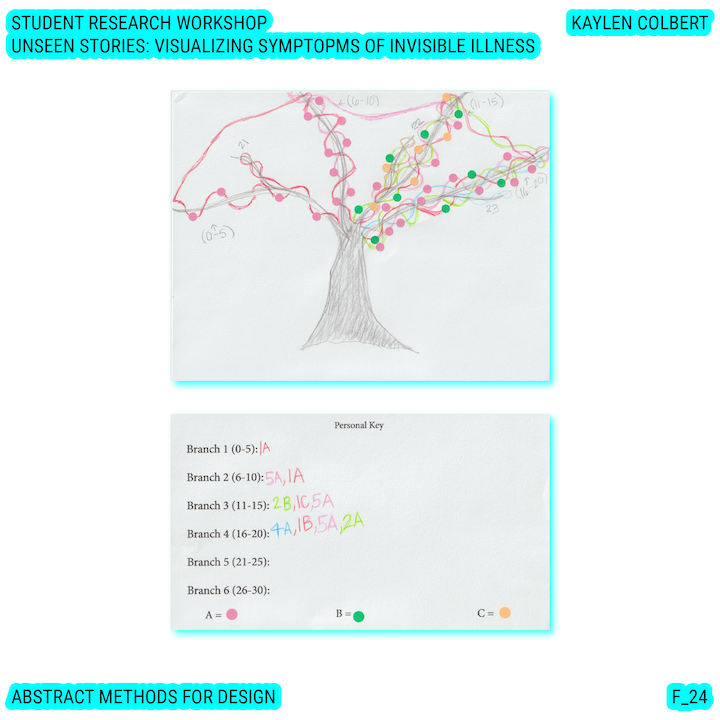 STUDENT RESEARCH WORKSHOP
KAYLEN COLBERT
UNSEEN STORIES: VISUALIZING SYMPTOPMS OF INVISIBLE ILLNESS
(6-10)
(11-15)
22
21
(16-20)
23
(0-5)
Personal Key
Branch 1 (0-5): 1A
Branch 2 (6-10): 5A, 1A
Branch 3 (11-15): 2B, 1C, 5A
Branch 4 (16-20): 4A, 1B, 5A, 2A
Branch 5 (21-25):
Branch 6 (26-30):
A = B = C =
ABSTRACT METHODS FOR DESIGN
F_24